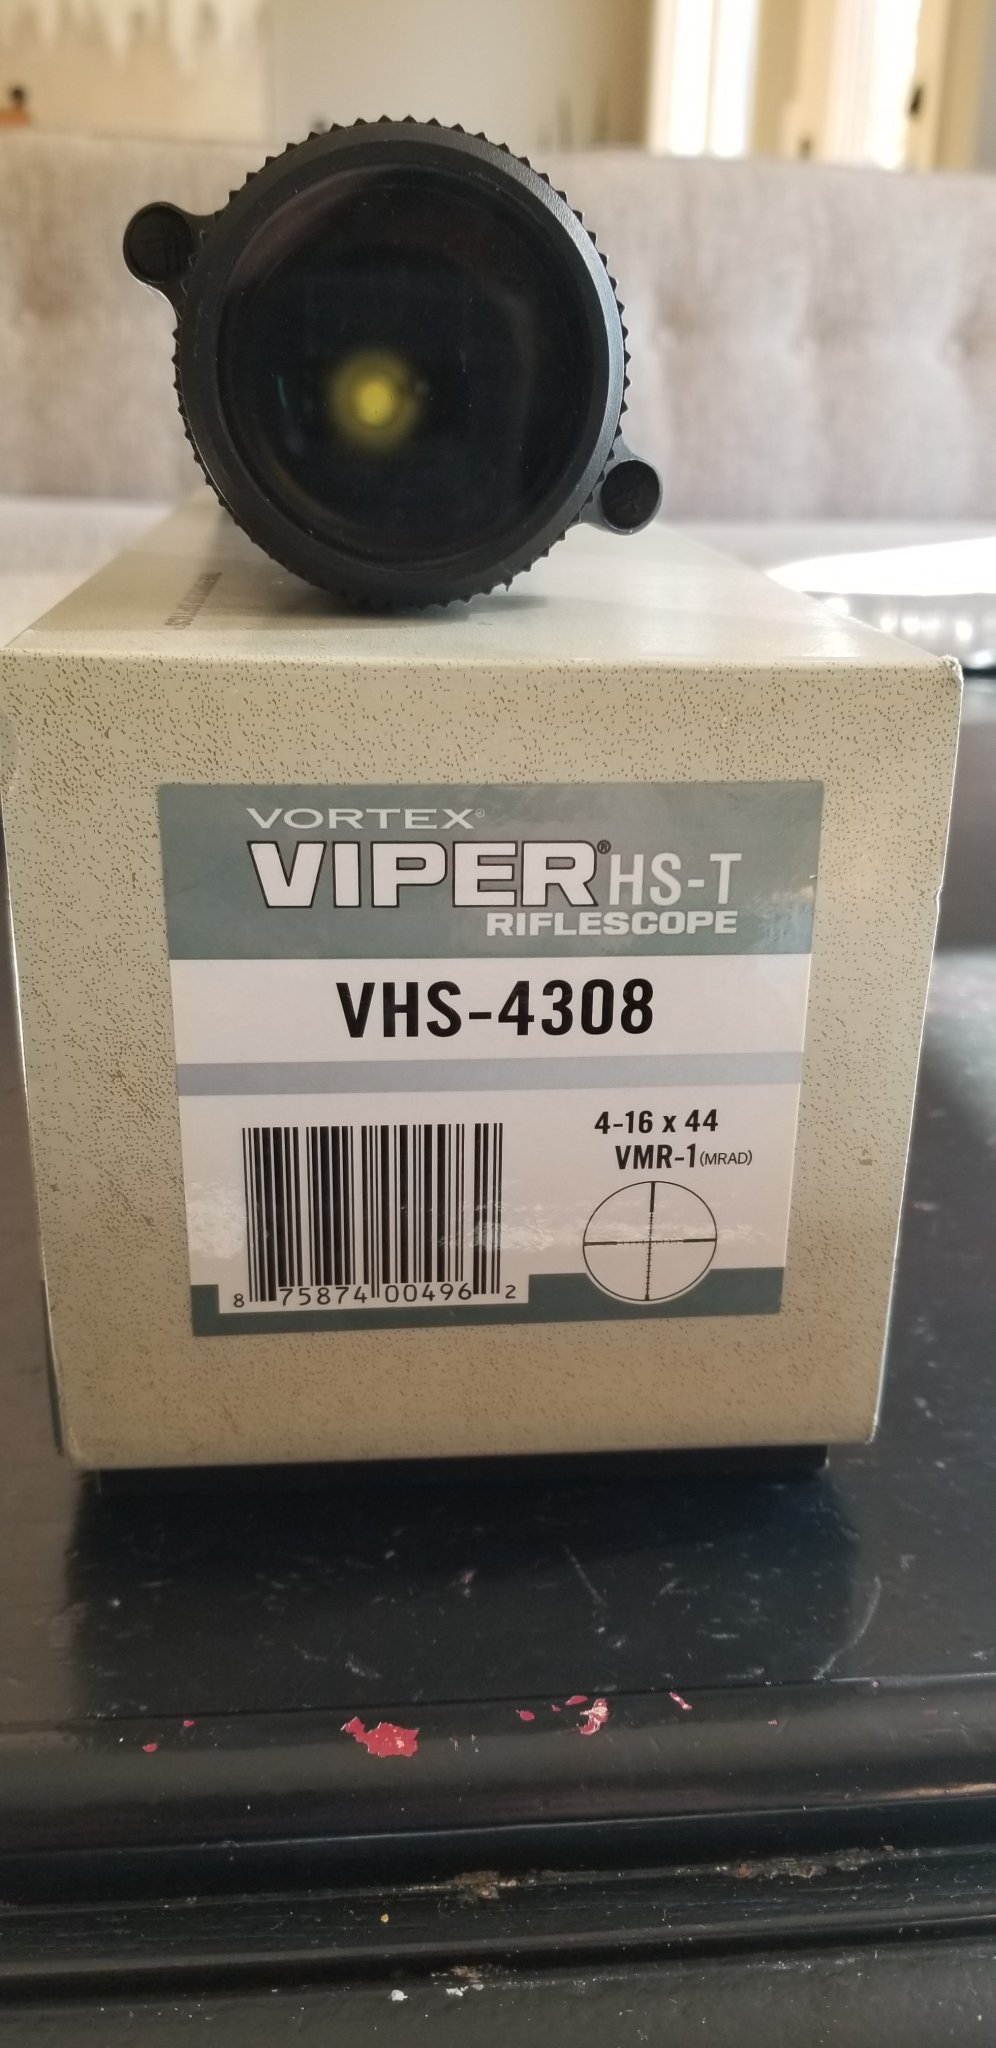 VORTEX®
VIPER® HS-T
RIFLESCOPE
VHS-4308
4-16 x 44
VMR-1 (MRAD)
8 75874 00496 2